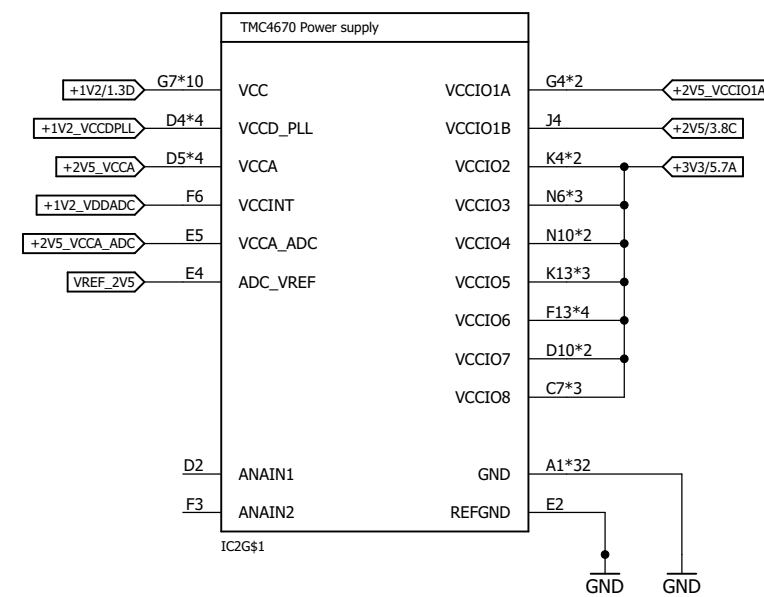 TMC4670 Power supply
+1V2/1.3D G7*10 VCC VCCIO1A G4*2 +2V5_VCCIO1A
+1V2_VCCDPLL D4*4 VCCD_PLL VCCIO1B J4 +2V5/3.8C
+2V5_VCCA D5*4 VCCA VCCIO2 K4*2 +3V3/5.7A
+1V2_VDDADC F6 VCCINT VCCIO3 N6*3
+2V5_VCCA_ADC E5 VCCA_ADC VCCIO4 N10*2
VREF_2V5 E4 ADC_VREF VCCIO5 K13*3
VCCIO6 F13*4
VCCIO7 D10*2
VCCIO8 C7*3
D2 ANAIN1 GND A1*32
F3 ANAIN2 REFGND E2
IC2G$1
GND GND